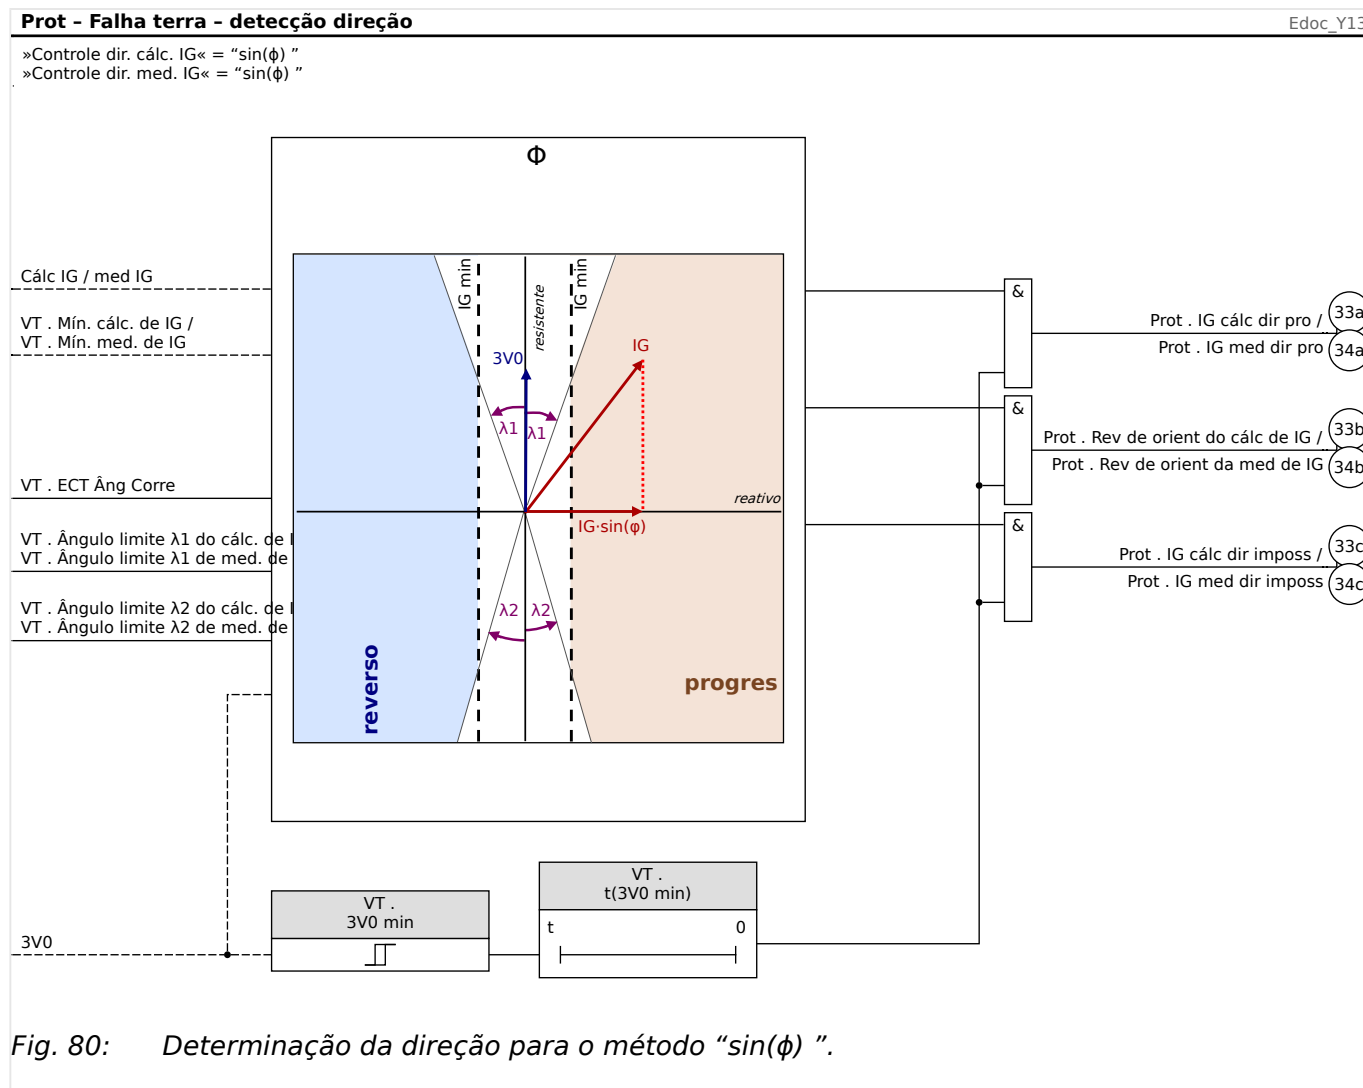 Prot – Falha terra – detecção direção
Edoc_Y13
»Controle dir. cálc. IG« = “sin(ϕ) ”
»Controle dir. med. IG« = “sin(ϕ) ”
Φ
Cálc IG / med IG
VT . Mín. cálc. de IG /
VT . Mín. med. de IG
VT . ECT Âng Corre
VT . Ângulo limite λ1 do cálc. de I
VT . Ângulo limite λ1 de med. de
VT . Ângulo limite λ2 do cálc. de I
VT . Ângulo limite λ2 de med. de
IG min
resistente
IG min
3V0
IG
λ1
λ1
reativo
IG·sin(φ)
λ2
λ2
reverso
progres
&
Prot . IG cálc dir pro /
33a
Prot . IG med dir pro
34a
&
Prot . Rev de orient do cálc de IG /
33b
Prot . Rev de orient da med de IG
34b
&
Prot . IG cálc dir imposs /
33c
Prot . IG med dir imposs
34c
VT .
t(3V0 min)
t
0
VT .
3V0 min
3V0
Fig. 80: Determinação da direção para o método “sin(ϕ) ”.